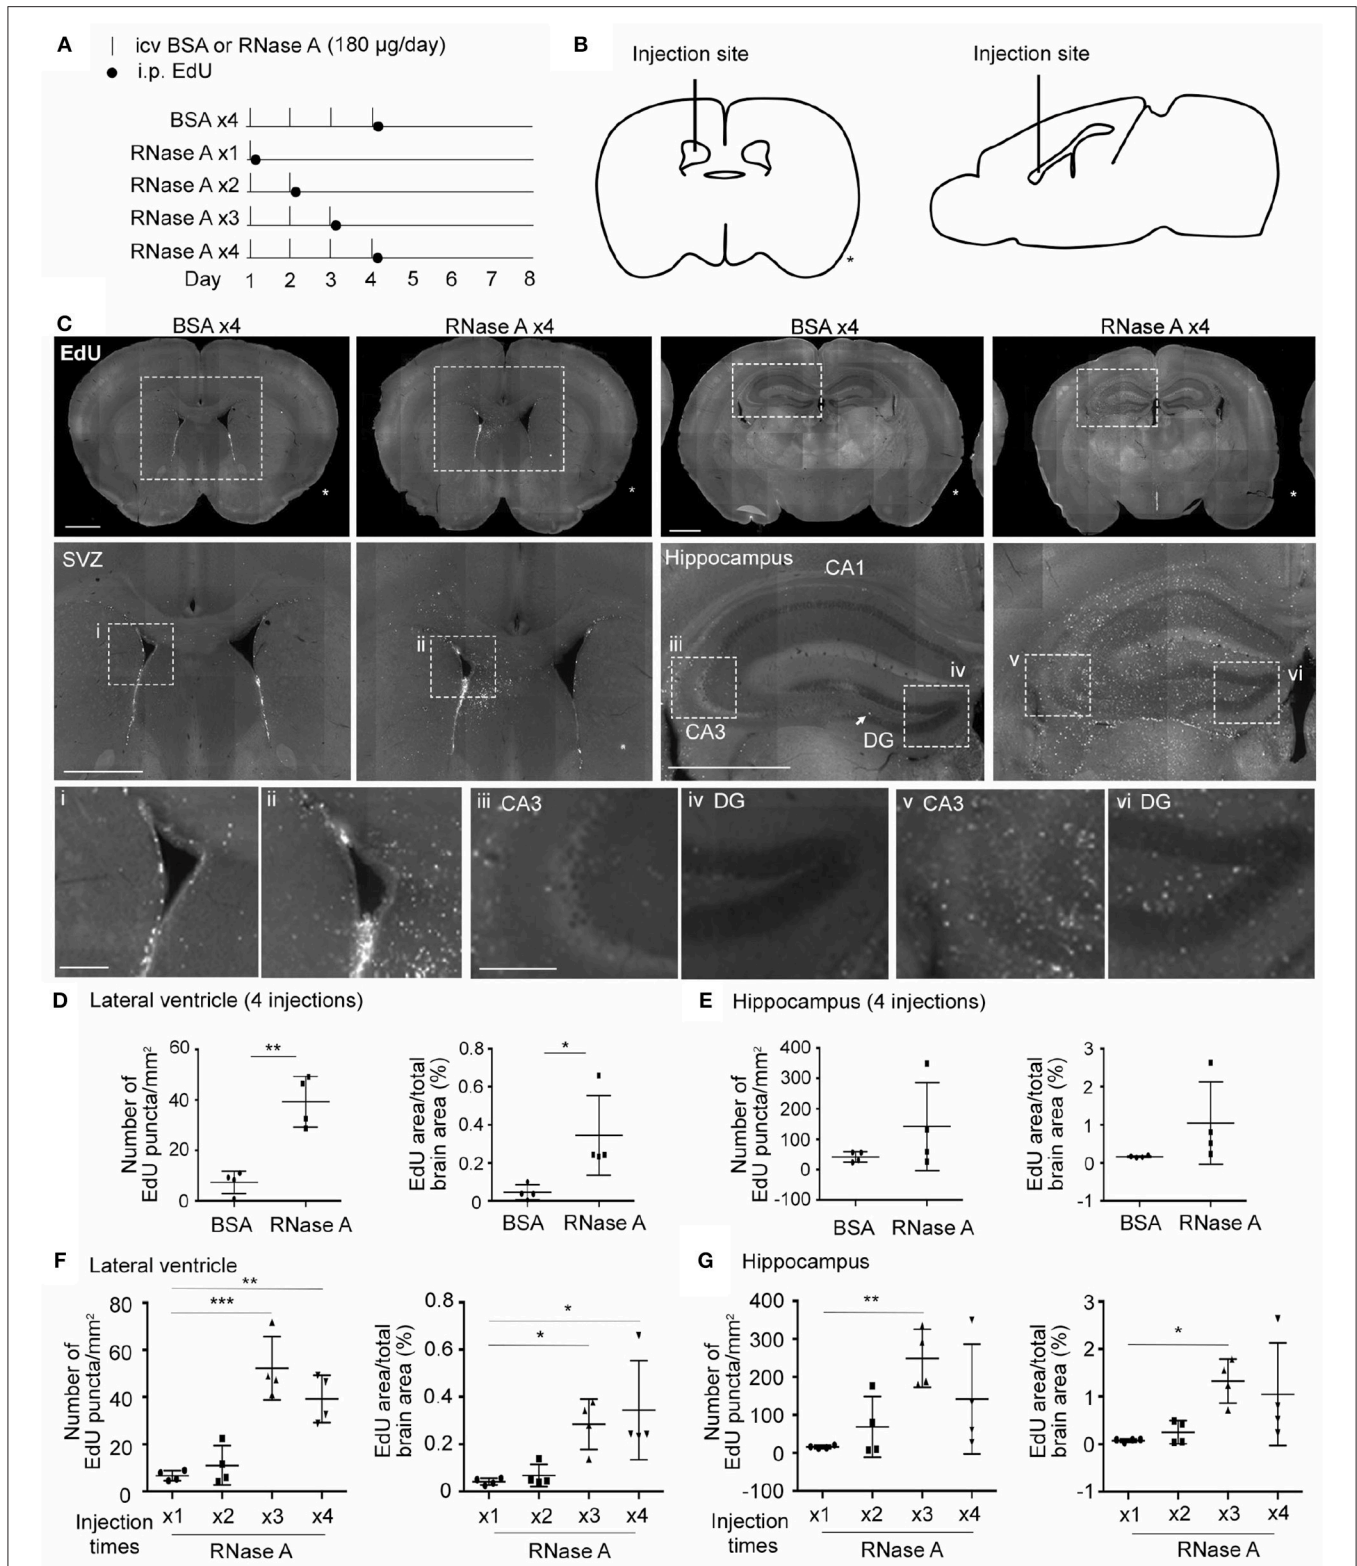 A
icv BSA or RNase A (180 µg/day)
i.p. EdU
BSA x4
RNase A x1
RNase A x2
RNase A x3
RNase A x4
Day 1 2 3 4 5 6 7 8
B
Injection site
Injection site
*
C
BSA x4 RNase A x4 BSA x4 RNase A x4
EdU
* * * *
SVZ
i
ii
Hippocampus
CA1
iii
iv
CA3
DG
v
vi
i
ii
iii CA3
iv DG
v CA3
vi DG
D Lateral ventricle (4 injections)
Number of
EdU puncta/mm²
60
40
20
0
**
BSA RNase A
EdU area/total
brain area (%)
0.8
0.6
0.4
0.2
0
*
BSA RNase A
E Hippocampus (4 injections)
Number of
EdU puncta/mm²
400
300
200
100
0
-100
BSA RNase A
EdU area/total
brain area (%)
3
2
1
0
-1
BSA RNase A
F Lateral ventricle
Number of
EdU puncta/mm²
80
60
40
20
0
**
***
x1 x2 x3 x4
Injection
times
RNase A
EdU area/total
brain area (%)
0.8
0.6
0.4
0.2
0
*
*
x1 x2 x3 x4
RNase A
G Hippocampus
Number of
EdU puncta/mm²
400
300
200
100
0
-100
**
x1 x2 x3 x4
Injection
times
RNase A
EdU area/total
brain area (%)
3
2
1
0
-1
*
x1 x2 x3 x4
RNase A